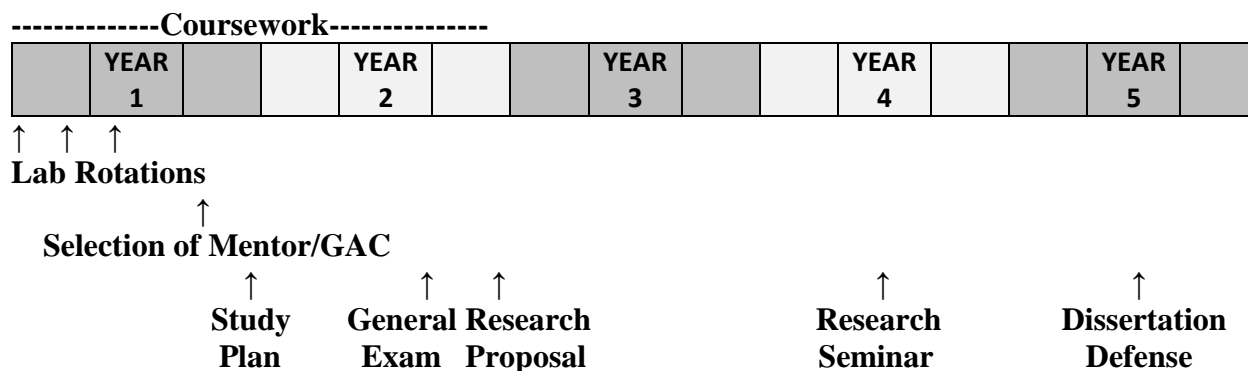 --------------Coursework---------------
YEAR 1 YEAR 2 YEAR 3 YEAR 4 YEAR 5
↑ ↑ ↑
Lab Rotations
↑
Selection of Mentor/GAC
↑ ↑ ↑ ↑ ↑
Study General Research Research Dissertation
Plan Exam Proposal Seminar Defense